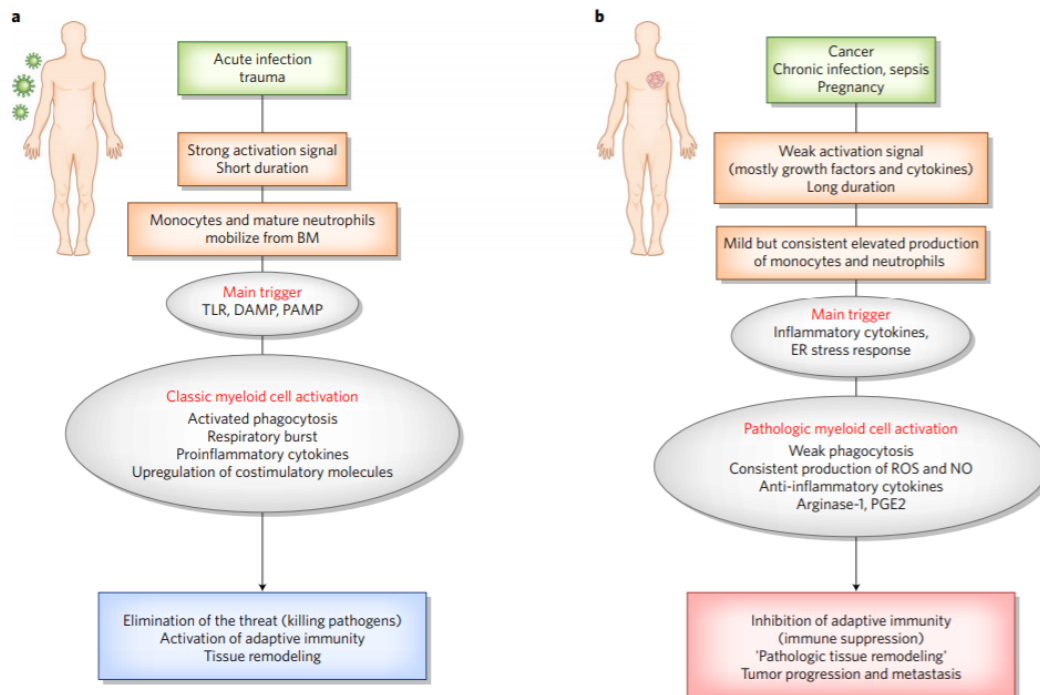 a
Acute infection
trauma
Strong activation signal
Short duration
Monocytes and mature neutrophils
mobilize from BM
Main trigger
TLR, DAMP, PAMP
Classic myeloid cell activation
Activated phagocytosis
Respiratory burst
Proinflammatory cytokines
Upregulation of costimulatory molecules
Elimination of the threat (killing pathogens)
Activation of adaptive immunity
Tissue remodeling
b
Cancer
Chronic infection, sepsis
Pregnancy
Weak activation signal
(mostly growth factors and cytokines)
Long duration
Mild but consistent elevated production
of monocytes and neutrophils
Main trigger
Inflammatory cytokines,
ER stress response
Pathologic myeloid cell activation
Weak phagocytosis
Consistent production of ROS and NO
Anti-inflammatory cytokines
Arginase-1, PGE2
Inhibition of adaptive immunity
(immune suppression)
'Pathologic tissue remodeling'
Tumor progression and metastasis